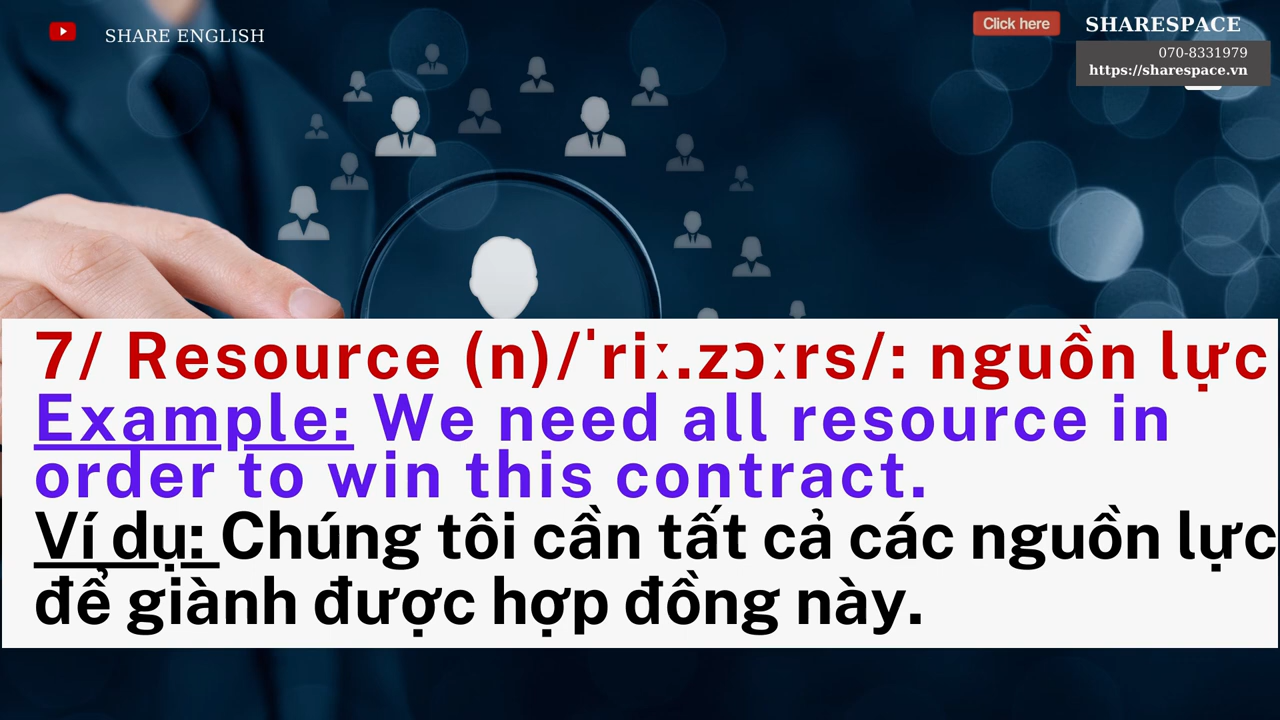 SHARE ENGLISH
Click here
SHARESPACE
070-8331979
https://sharespace.vn
7/ Resource (n)/ˈriː.zɔːrs/: nguồn lực
Example: We need all resource in
order to win this contract.
Ví dụ: Chúng tôi cần tất cả các nguồn lực
để giành được hợp đồng này.